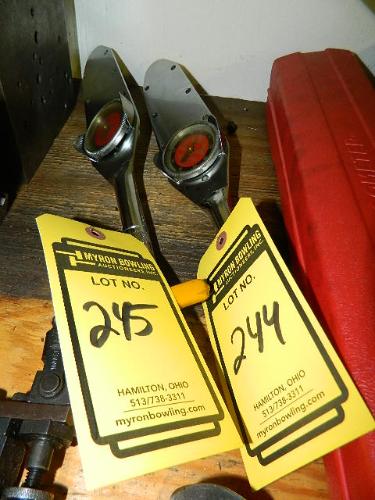 MYRON BOWLING
AUCTIONEERS INC.
LOT NO.
245
HAMILTON, OHIO
513/738-3311
myronbowling.com
MYRON BOWLING
AUCTIONEERS INC.
LOT NO.
244
HAMILTON, OHIO
513/738-3311
myronbowling.com